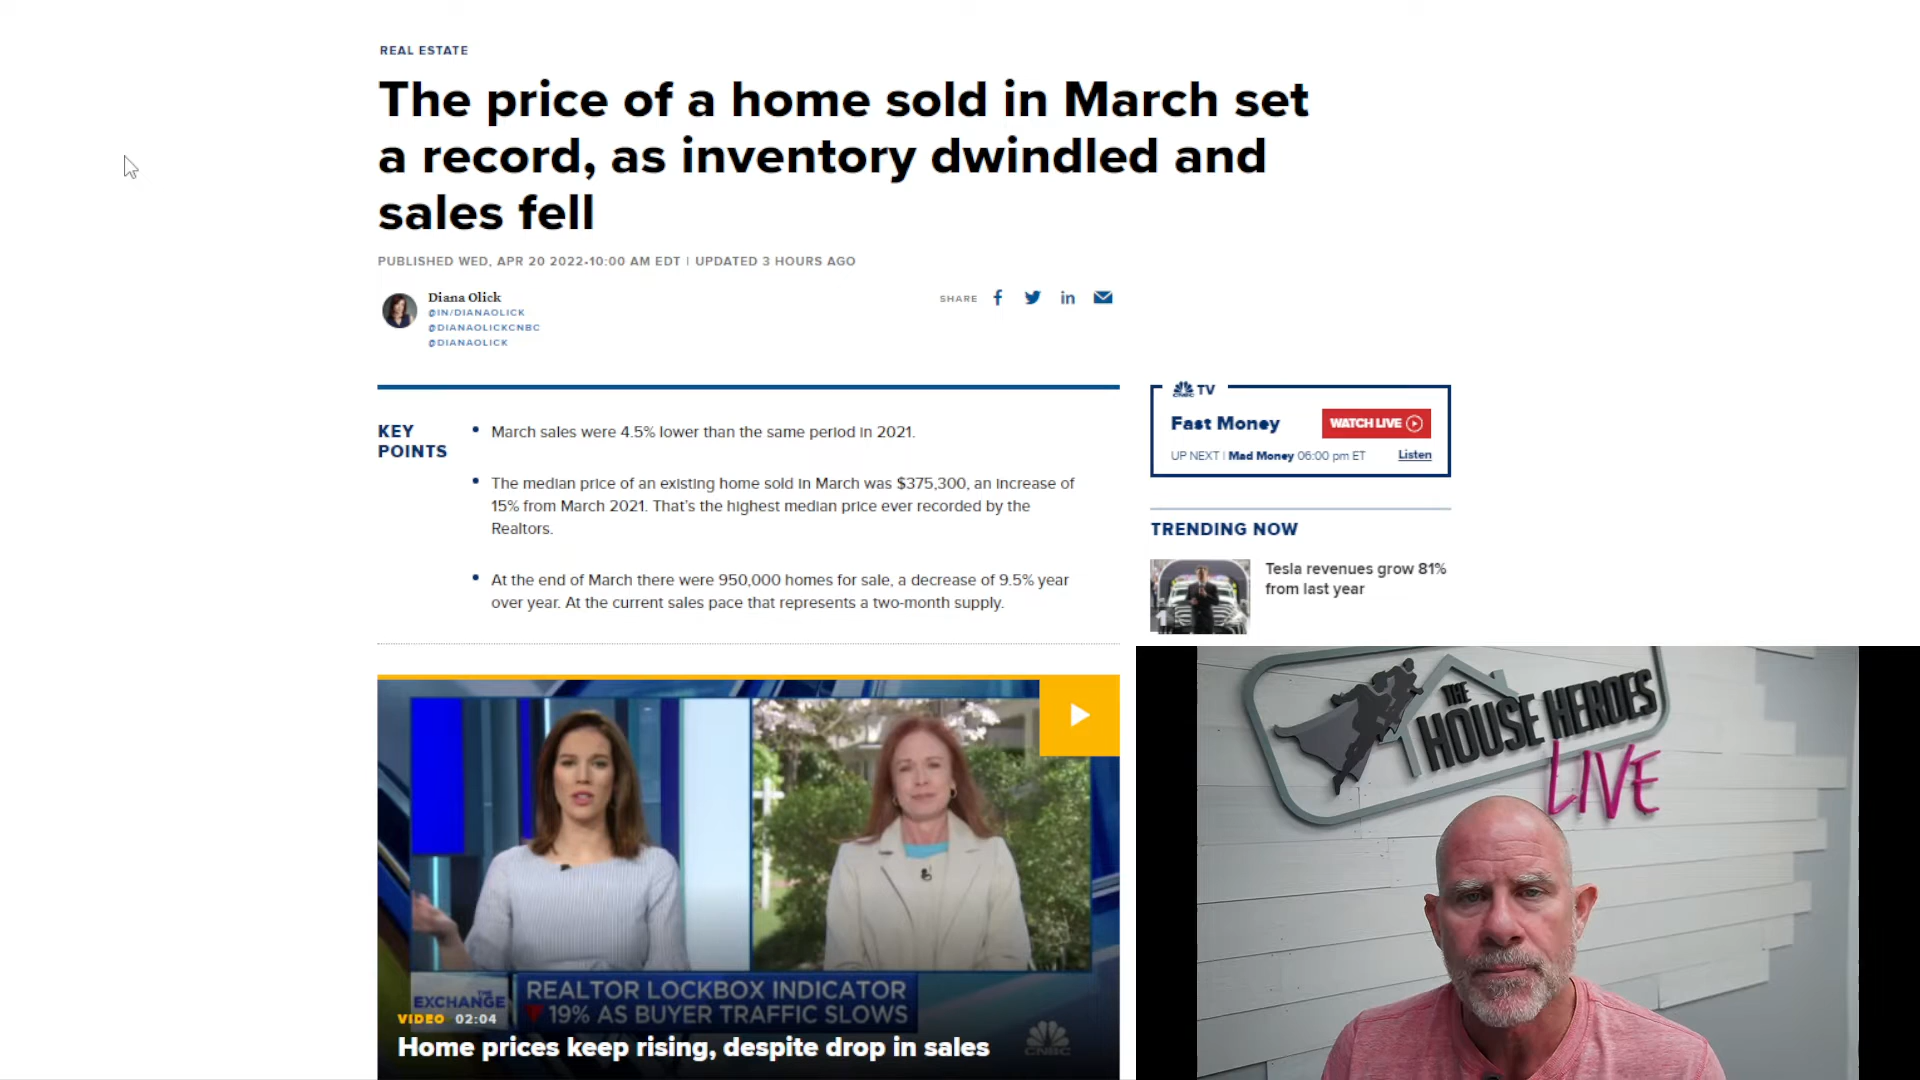 REAL ESTATE
The price of a home sold in March set
a record, as inventory dwindled and
sales fell
PUBLISHED WED, APR 20 2022•10:00 AM EDT | UPDATED 3 HOURS AGO
Diana Olick
@IN/DIANAOLICK
@DIANAOLICKCNBC
@DIANAOLICK
SHARE
KEY
POINTS
• March sales were 4.5% lower than the same period in 2021.
• The median price of an existing home sold in March was $375,300, an increase of
15% from March 2021. That’s the highest median price ever recorded by the
Realtors.
• At the end of March there were 950,000 homes for sale, a decrease of 9.5% year
over year. At the current sales pace that represents a two-month supply.
CNBC TV
Fast Money
WATCH LIVE
UP NEXT | Mad Money 06:00 pm ET
Listen
TRENDING NOW
1
Tesla revenues grow 81%
from last year
THE
EXCHANGE
REALTOR LOCKBOX INDICATOR
19% AS BUYER TRAFFIC SLOWS
VIDEO 02:04
Home prices keep rising, despite drop in sales
CNBC
THE
HOUSE HEROES
LIVE